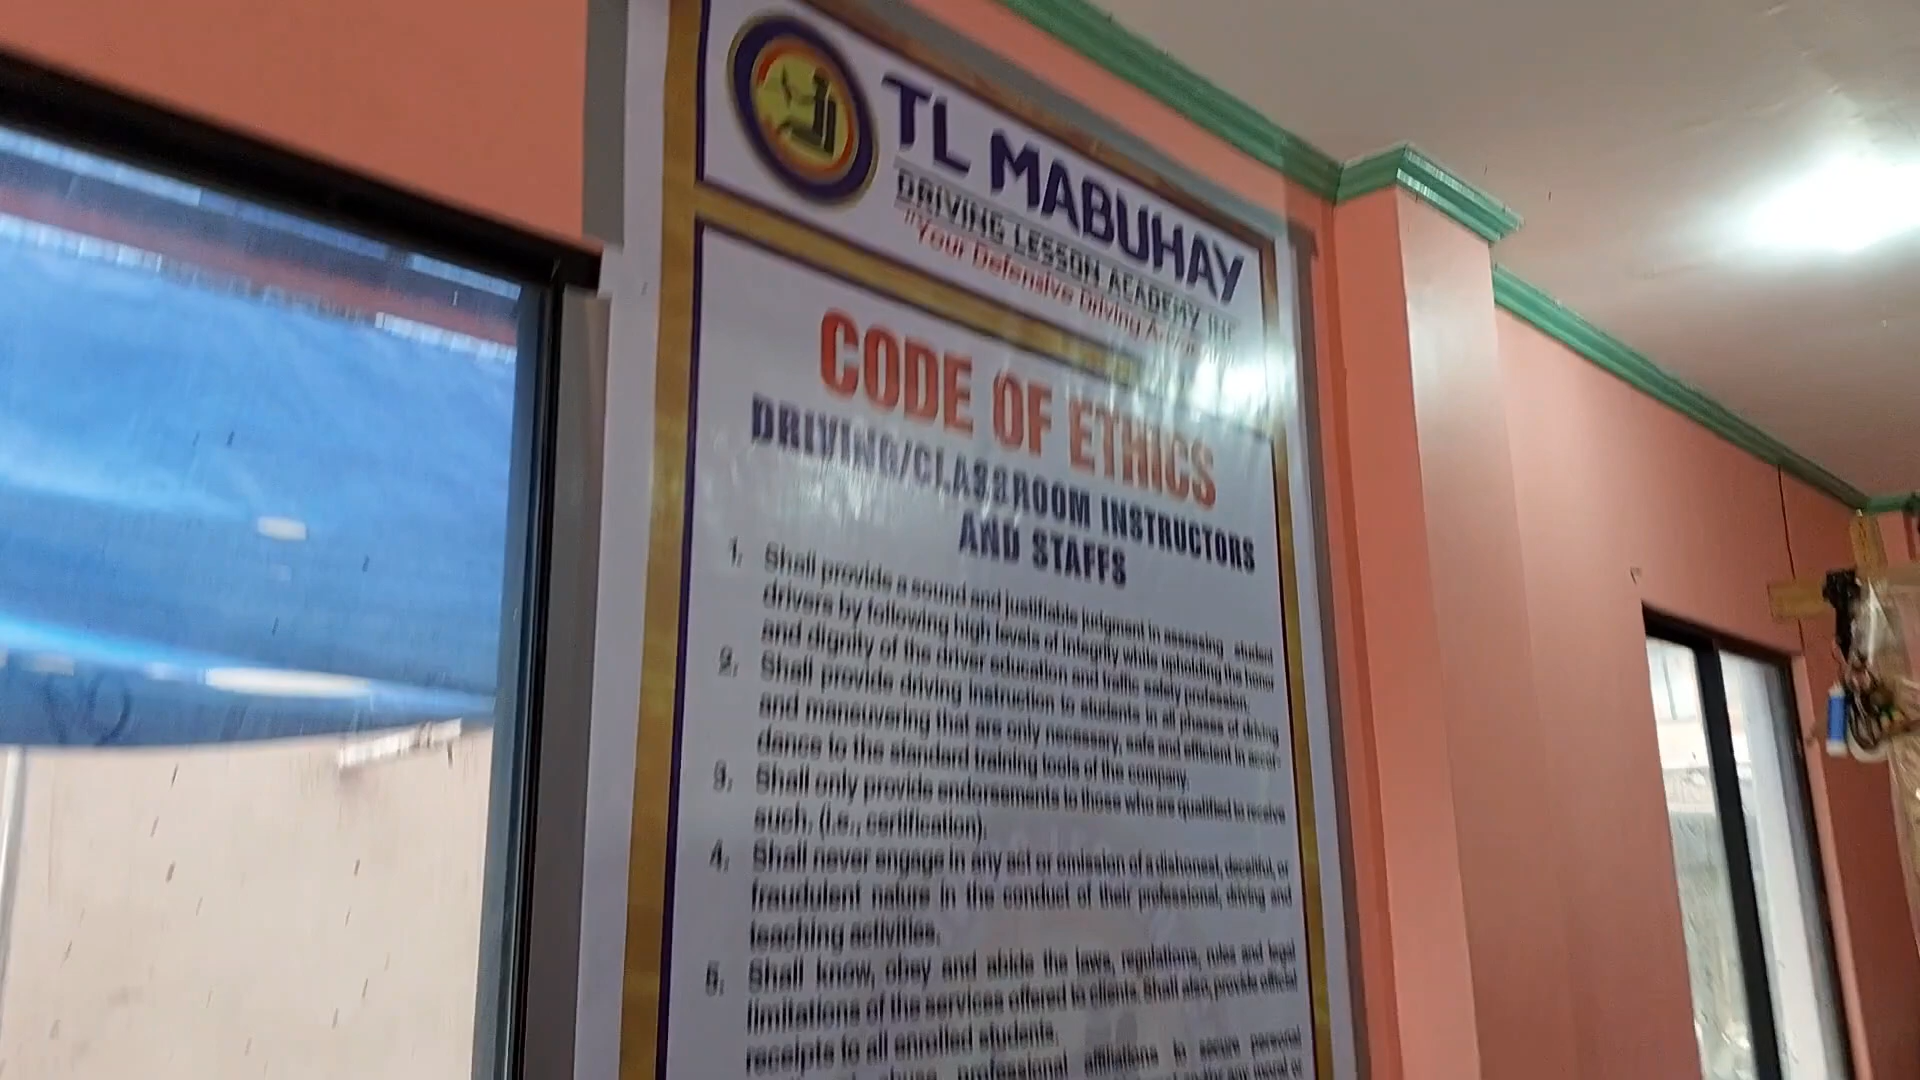 TL MABUHAY
DRIVING LESSON ACADEMY INC
"Your Defensive Driving
CODE OF ETHICS
DRIVING/CLASSROOM INSTRUCTORS
AND STAFFS
1. Shall provide a sound and justifiable judgment in assessing student
drivers by following high levels of integrity while upholding the honor
and dignity of the driver education and traffic safety profession.
2. Shall provide driving instruction to students in all phases of driving
and maneuvering that are only necessary, safe and efficient in accor-
dance to the standard training tools of the company.
3. Shall only provide endorsements to those who are qualified to receive
such, (i.e., certification).
4. Shall never engage in any act or omission of a dishonest, deceitful, or
fraudulent nature in the conduct of their professional, driving and
teaching activities.
5. Shall know, obey and abide the laws, regulations, rules and legal
limitations of the services offered to clients. Shall also, provide official
receipts to all enrolled students.
abuse professional affiliations to secure personal